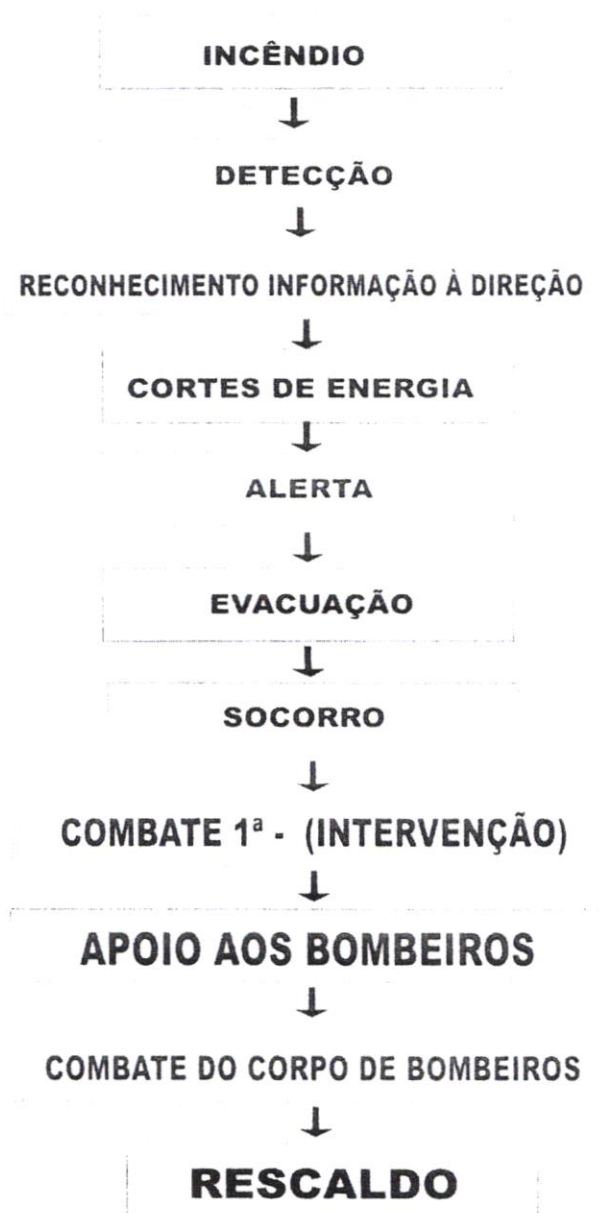 INCÊNDIO
DETECÇÃO
RECONHECIMENTO INFORMAÇÃO À DIREÇÃO
CORTES DE ENERGIA
ALERTA
EVACUAÇÃO
SOCORRO
COMBATE 1ª - (INTERVENÇÃO)
APOIO AOS BOMBEIROS
COMBATE DO CORPO DE BOMBEIROS
RESCALDO